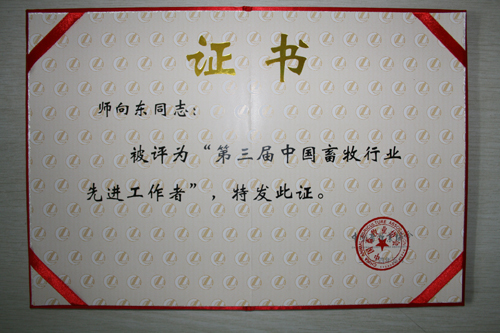 证书
师向东同志：
被评为“第三届中国畜牧行业
先进工作者”，特发此证。